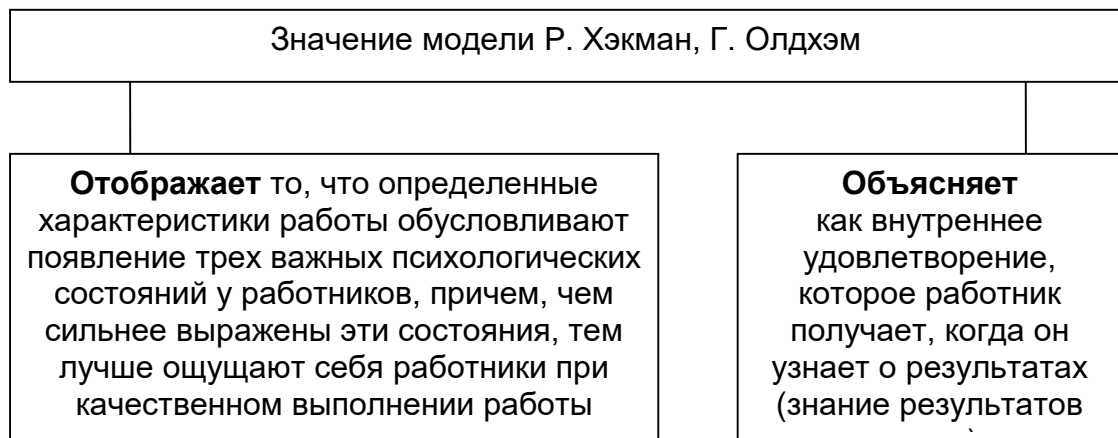 Значение модели Р. Хэкман, Г. Олдхэм
Отображает то, что определенные
характеристики работы обусловливают
появление трех важных психологических
состояний у работников, причем, чем
сильнее выражены эти состояния, тем
лучше ощущают себя работники при
качественном выполнении работы
Объясняет
как внутреннее
удовлетворение,
которое работник
получает, когда он
узнает о результатах
(знание результатов